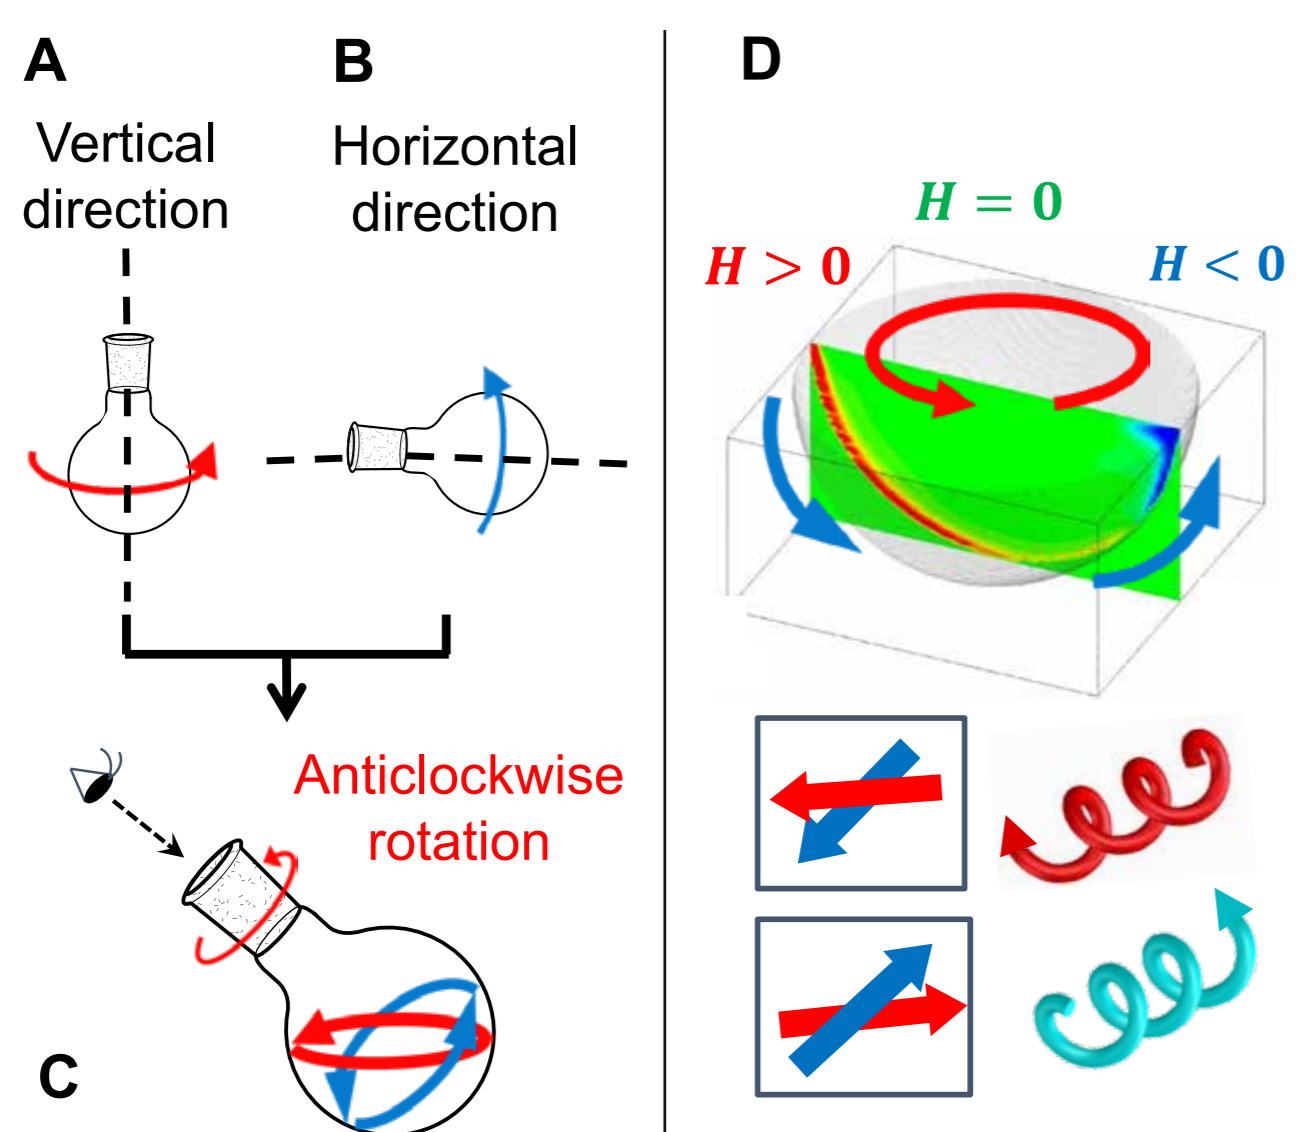 A
Vertical
direction
B
Horizontal
direction
Anticlockwise
rotation
C
D
H = 0
H > 0
H < 0